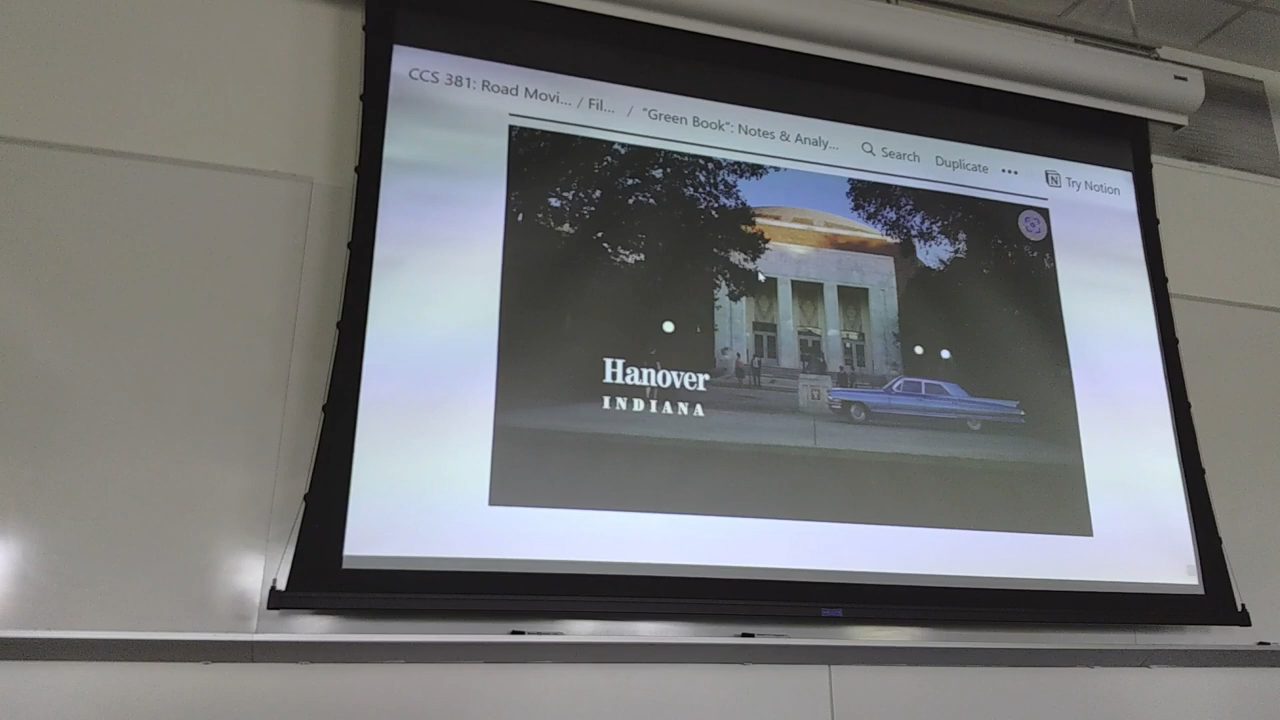 CCS 381: Road Movi... / Fil... / "Green Book": Notes & Analy... Search Duplicate ••• Try Notion
Hanover
INDIANA